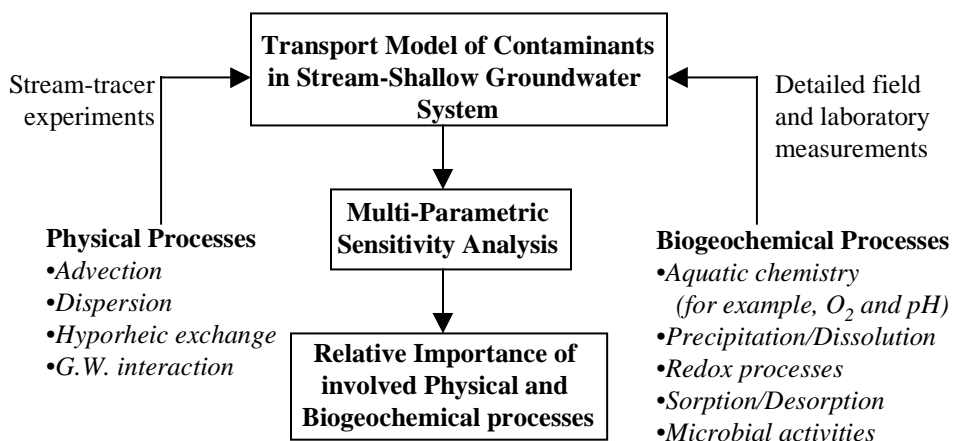 Transport Model of Contaminants
in Stream-Shallow Groundwater
System
Stream-tracer
experiments
Detailed field
and laboratory
measurements
Multi-Parametric
Sensitivity Analysis
Physical Processes
•Advection
•Dispersion
•Hyporheic exchange
•G.W. interaction
Biogeochemical Processes
•Aquatic chemistry
(for example, O2 and pH)
•Precipitation/Dissolution
•Redox processes
•Sorption/Desorption
•Microbial activities
Relative Importance of
involved Physical and
Biogeochemical processes